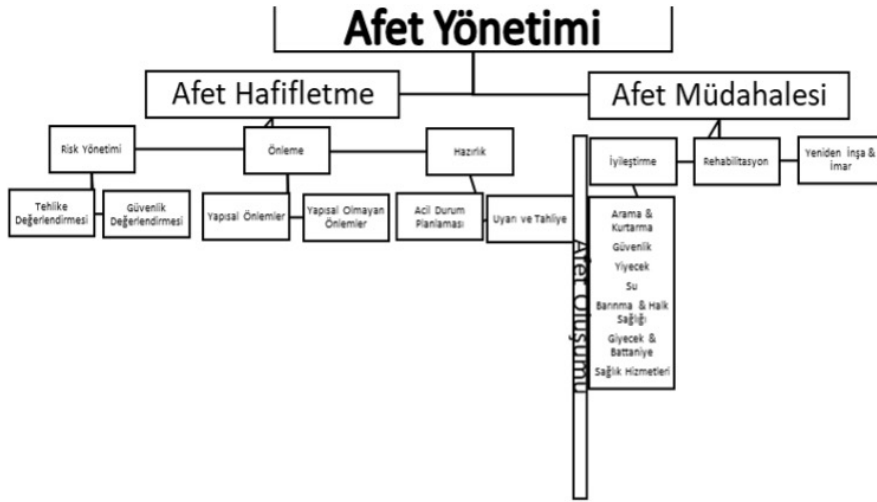 Afet Yönetimi
Afet Hafifletme
Afet Müdahalesi
Risk Yönetimi
Önleme
Hazırlık
İyileştirme
Rehabilitasyon
Yeniden İnşa &
İmar
Tehlike
Değerlendirmesi
Güvenlik
Değerlendirmesi
Yapısal Önlemler
Yapısal Olmayan
Önlemler
Acil Durum
Planlaması
Uyarı ve Tahliye
Afet Oluşumu
Arama &
Kurtarma
Güvenlik
Yiyecek
Su
Barınma & Halk
Sağlığı
Giyecek &
Battaniye
Sağlık Hizmetleri